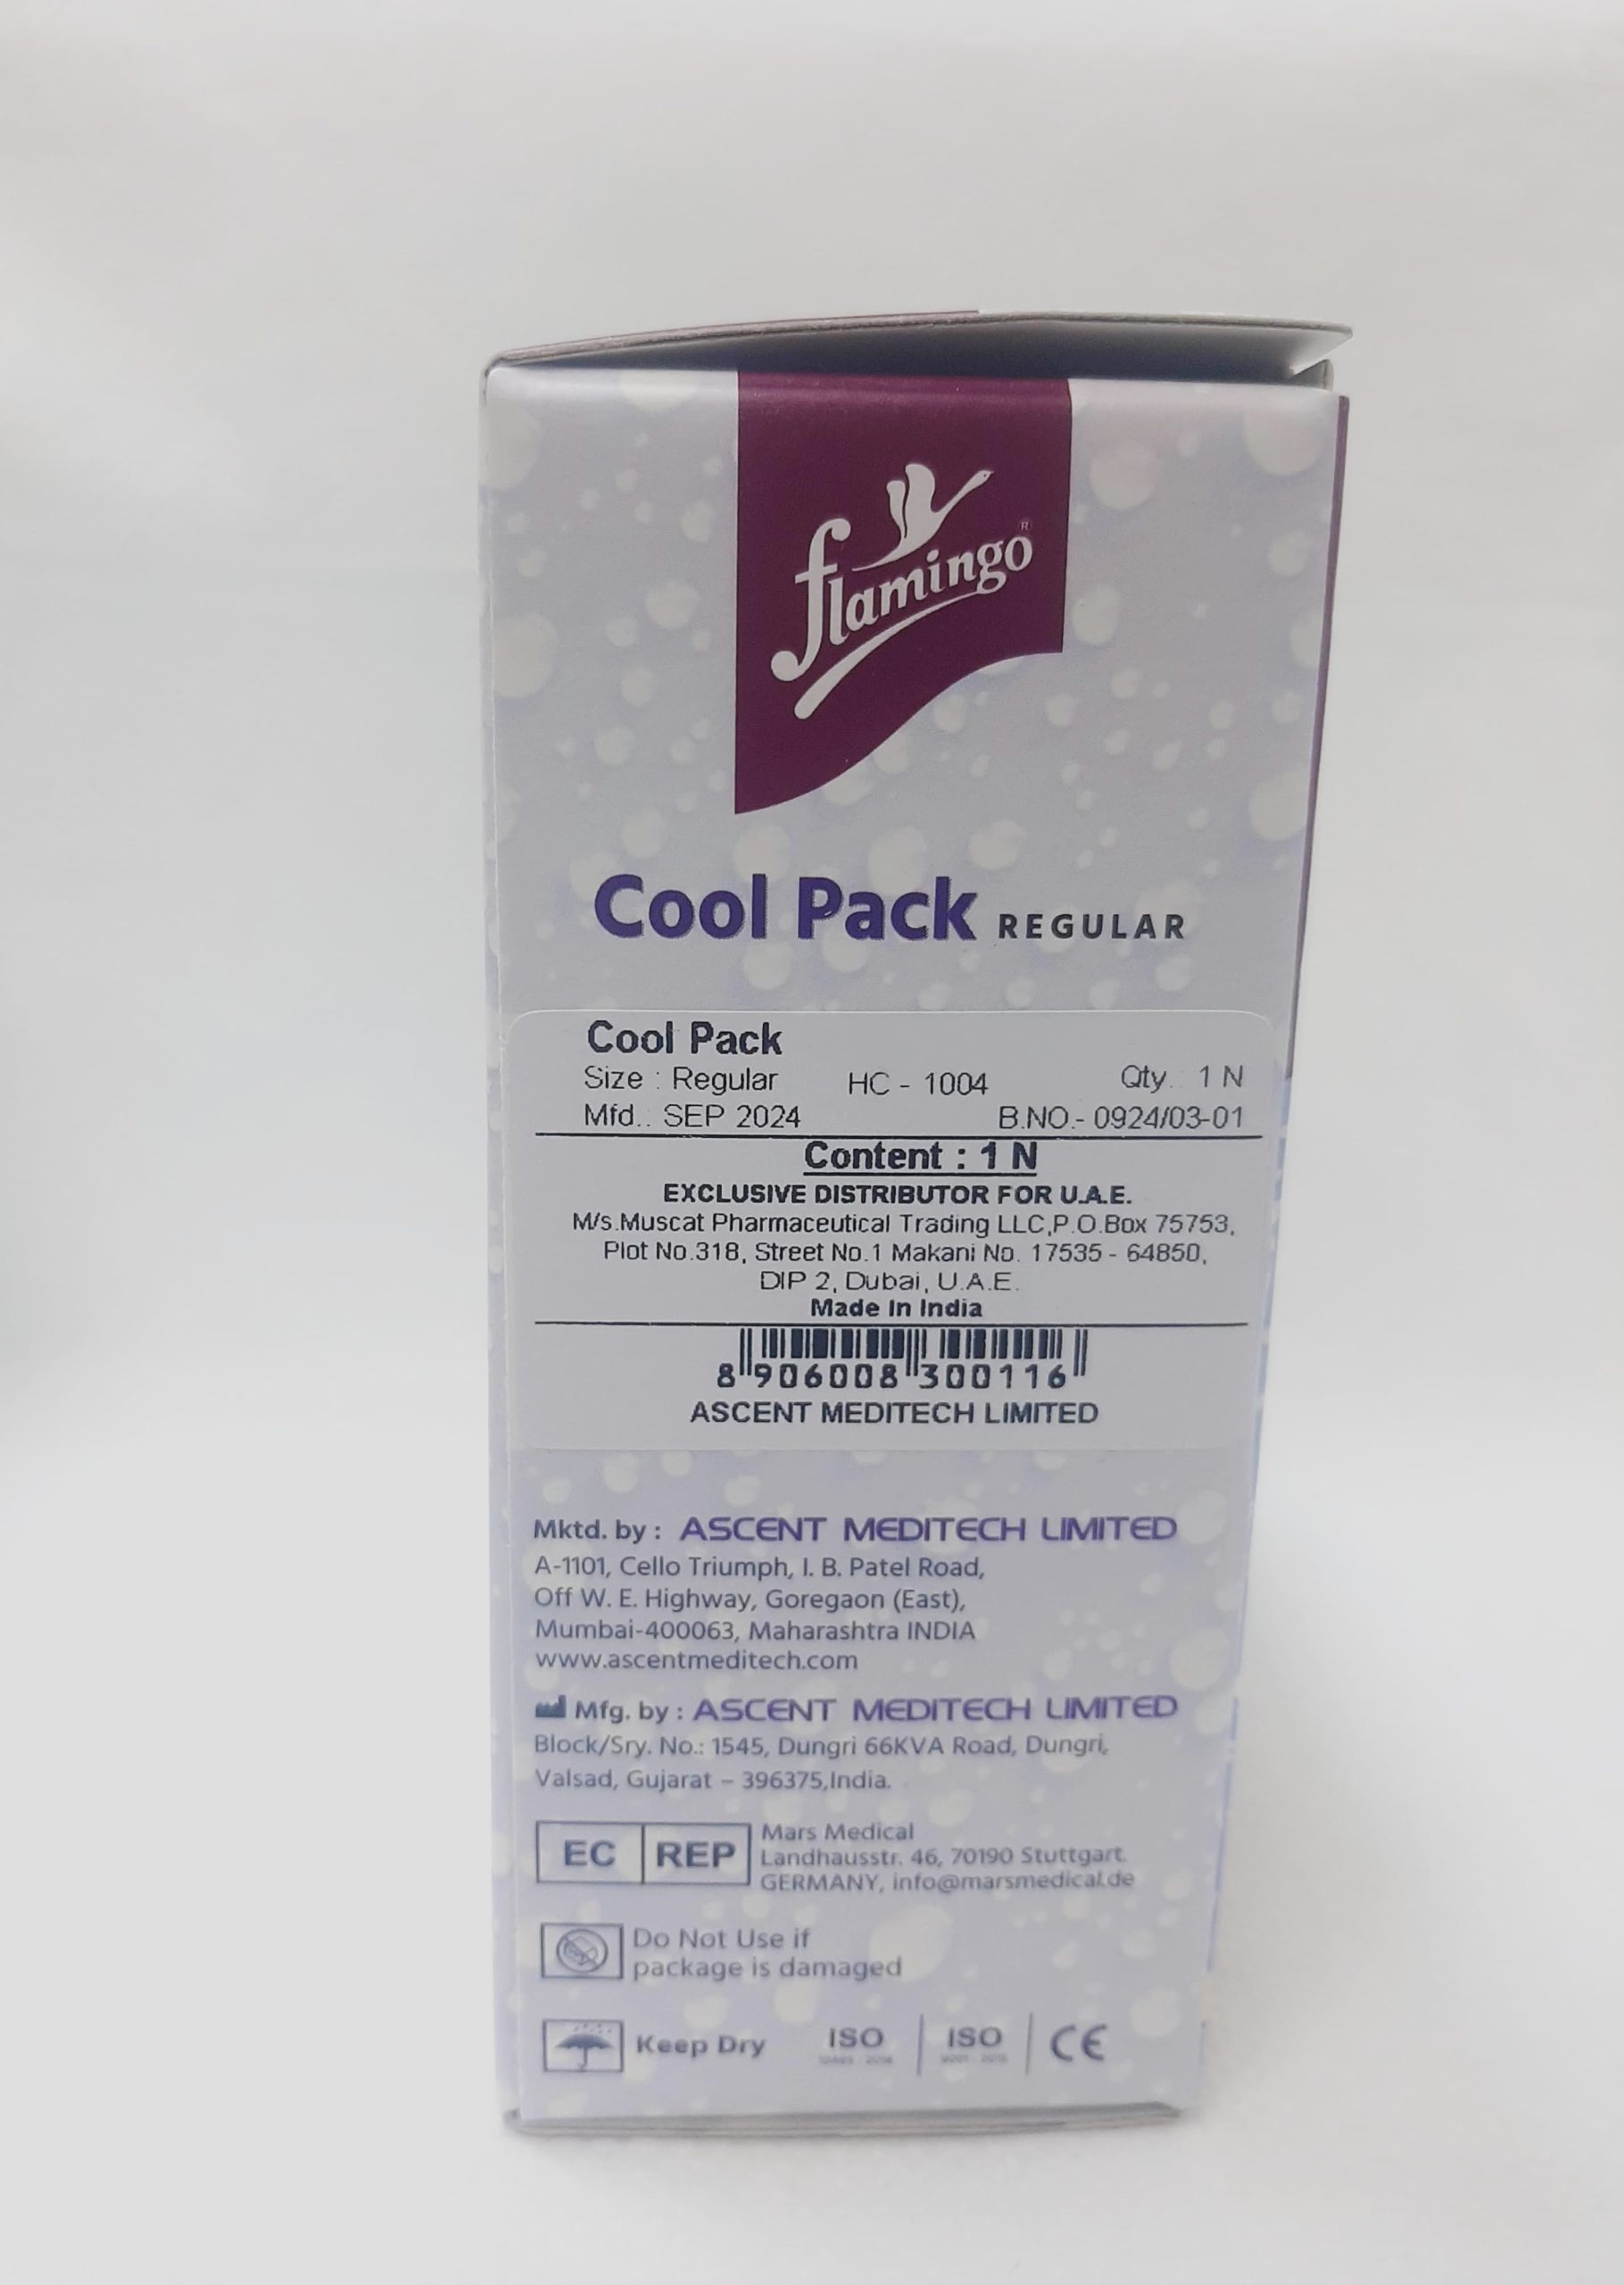 flamingo®
Cool Pack REGULAR
Cool Pack
Size : Regular HC - 1004 Qty. 1 N
Mfd.: SEP 2024 B.NO.- 0924/03-01
Content : 1 N
EXCLUSIVE DISTRIBUTOR FOR U.A.E.
M/s.Muscat Pharmaceutical Trading LLC,P.O.Box 75753,
Plot No.318, Street No.1 Makani No. 17535 - 64850,
DIP 2, Dubai, U.A.E.
Made In India
8 906008 300116
ASCENT MEDITECH LIMITED
Mktd. by : ASCENT MEDITECH LIMITED
A-1101, Cello Triumph, I. B. Patel Road,
Off W. E. Highway, Goregaon (East),
Mumbai-400063, Maharashtra INDIA
www.ascentmeditech.com
Mfg. by : ASCENT MEDITECH LIMITED
Block/Sry. No.: 1545, Dungri 66KVA Road, Dungri,
Valsad, Gujarat – 396375,India.
EC REP
Mars Medical
Landhausstr. 46, 70190 Stuttgart.
GERMANY, info@marsmedical.de
Do Not Use if
package is damaged
Keep Dry ISO ISO CE